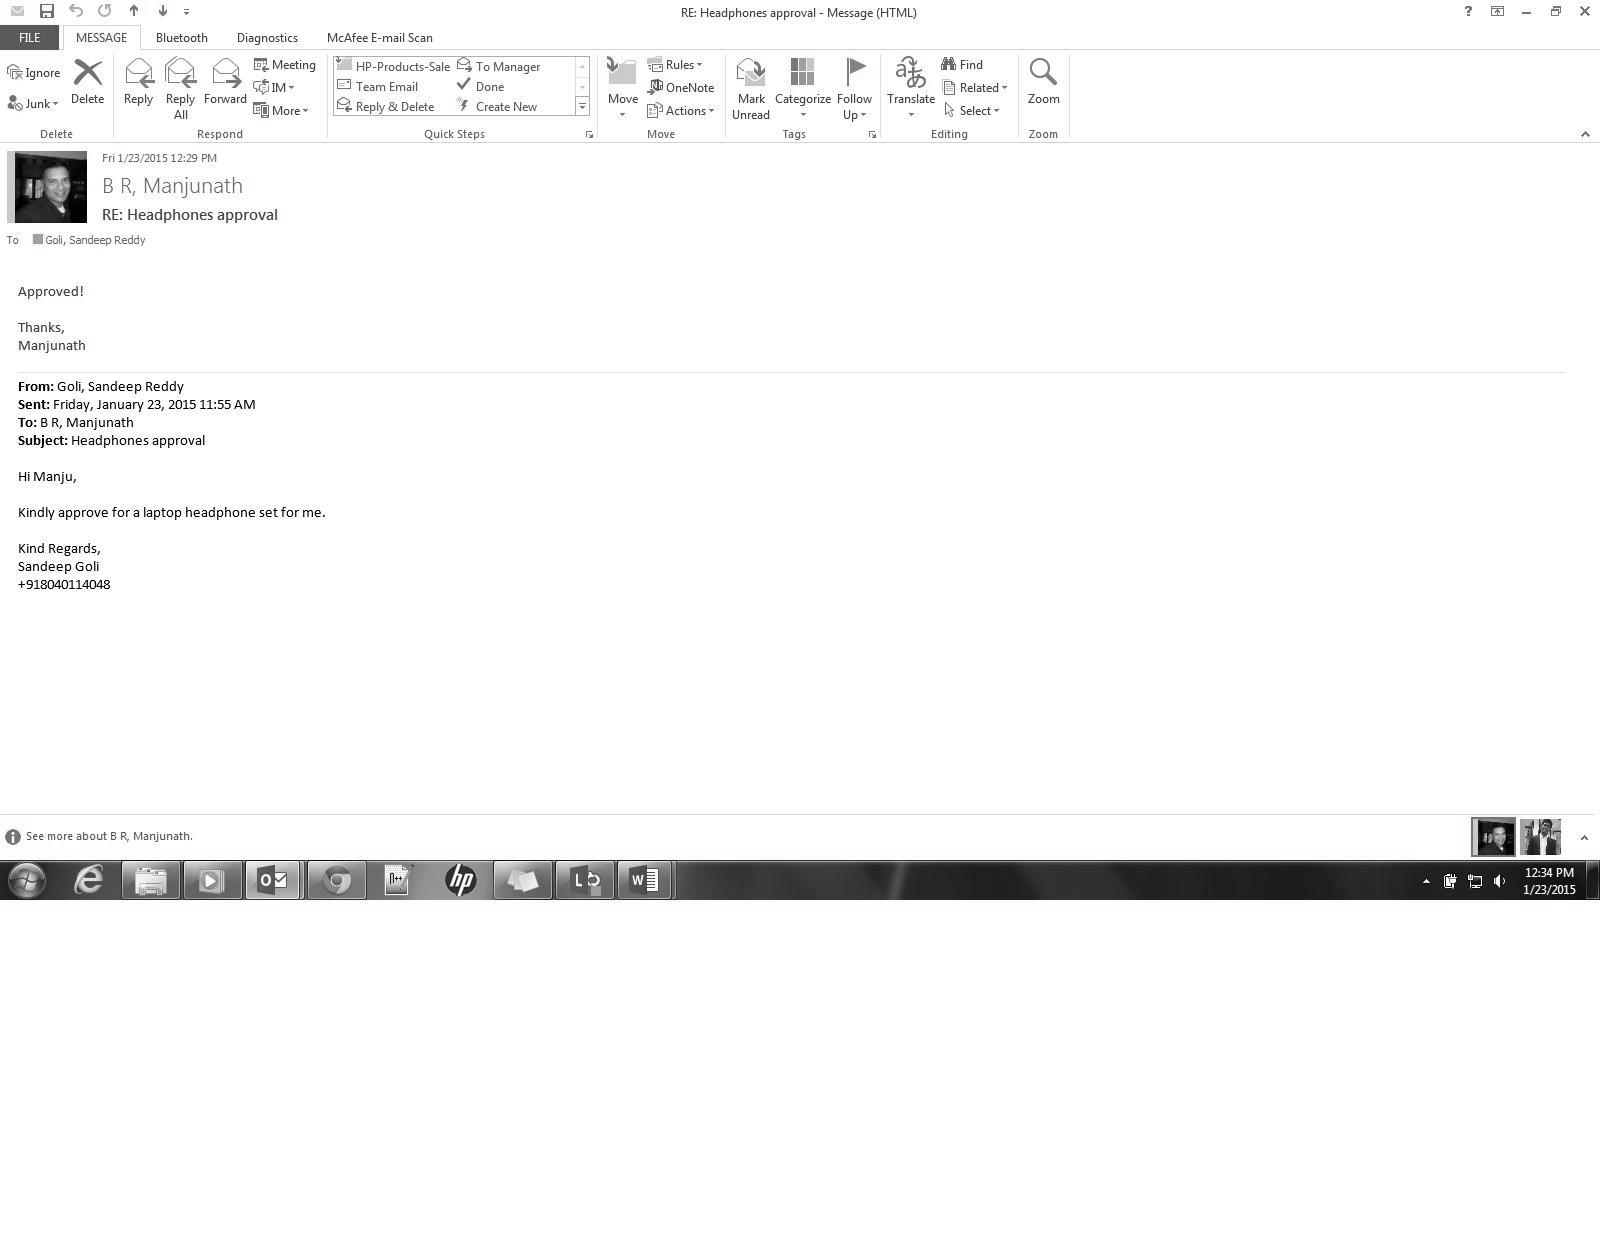 RE: Headphones approval - Message (HTML)
?
FILE MESSAGE Bluetooth Diagnostics McAfee E-mail Scan
Ignore
Junk
Delete
Delete
Reply
Reply All
Forward
Meeting
IM
More
Respond
HP-Products-Sale
To Manager
Team Email
Done
Reply & Delete
Create New
Quick Steps
Move
Rules
OneNote
Actions
Move
Mark Unread
Categorize
Follow Up
Tags
Translate
Find
Related
Select
Editing
Zoom
Zoom
Fri 1/23/2015 12:29 PM
B R, Manjunath
RE: Headphones approval
To Goli, Sandeep Reddy
Approved!
Thanks,
Manjunath
From: Goli, Sandeep Reddy
Sent: Friday, January 23, 2015 11:55 AM
To: B R, Manjunath
Subject: Headphones approval
Hi Manju,
Kindly approve for a laptop headphone set for me.
Kind Regards,
Sandeep Goli
+918040114048
See more about B R, Manjunath.
hp
12:34 PM
1/23/2015